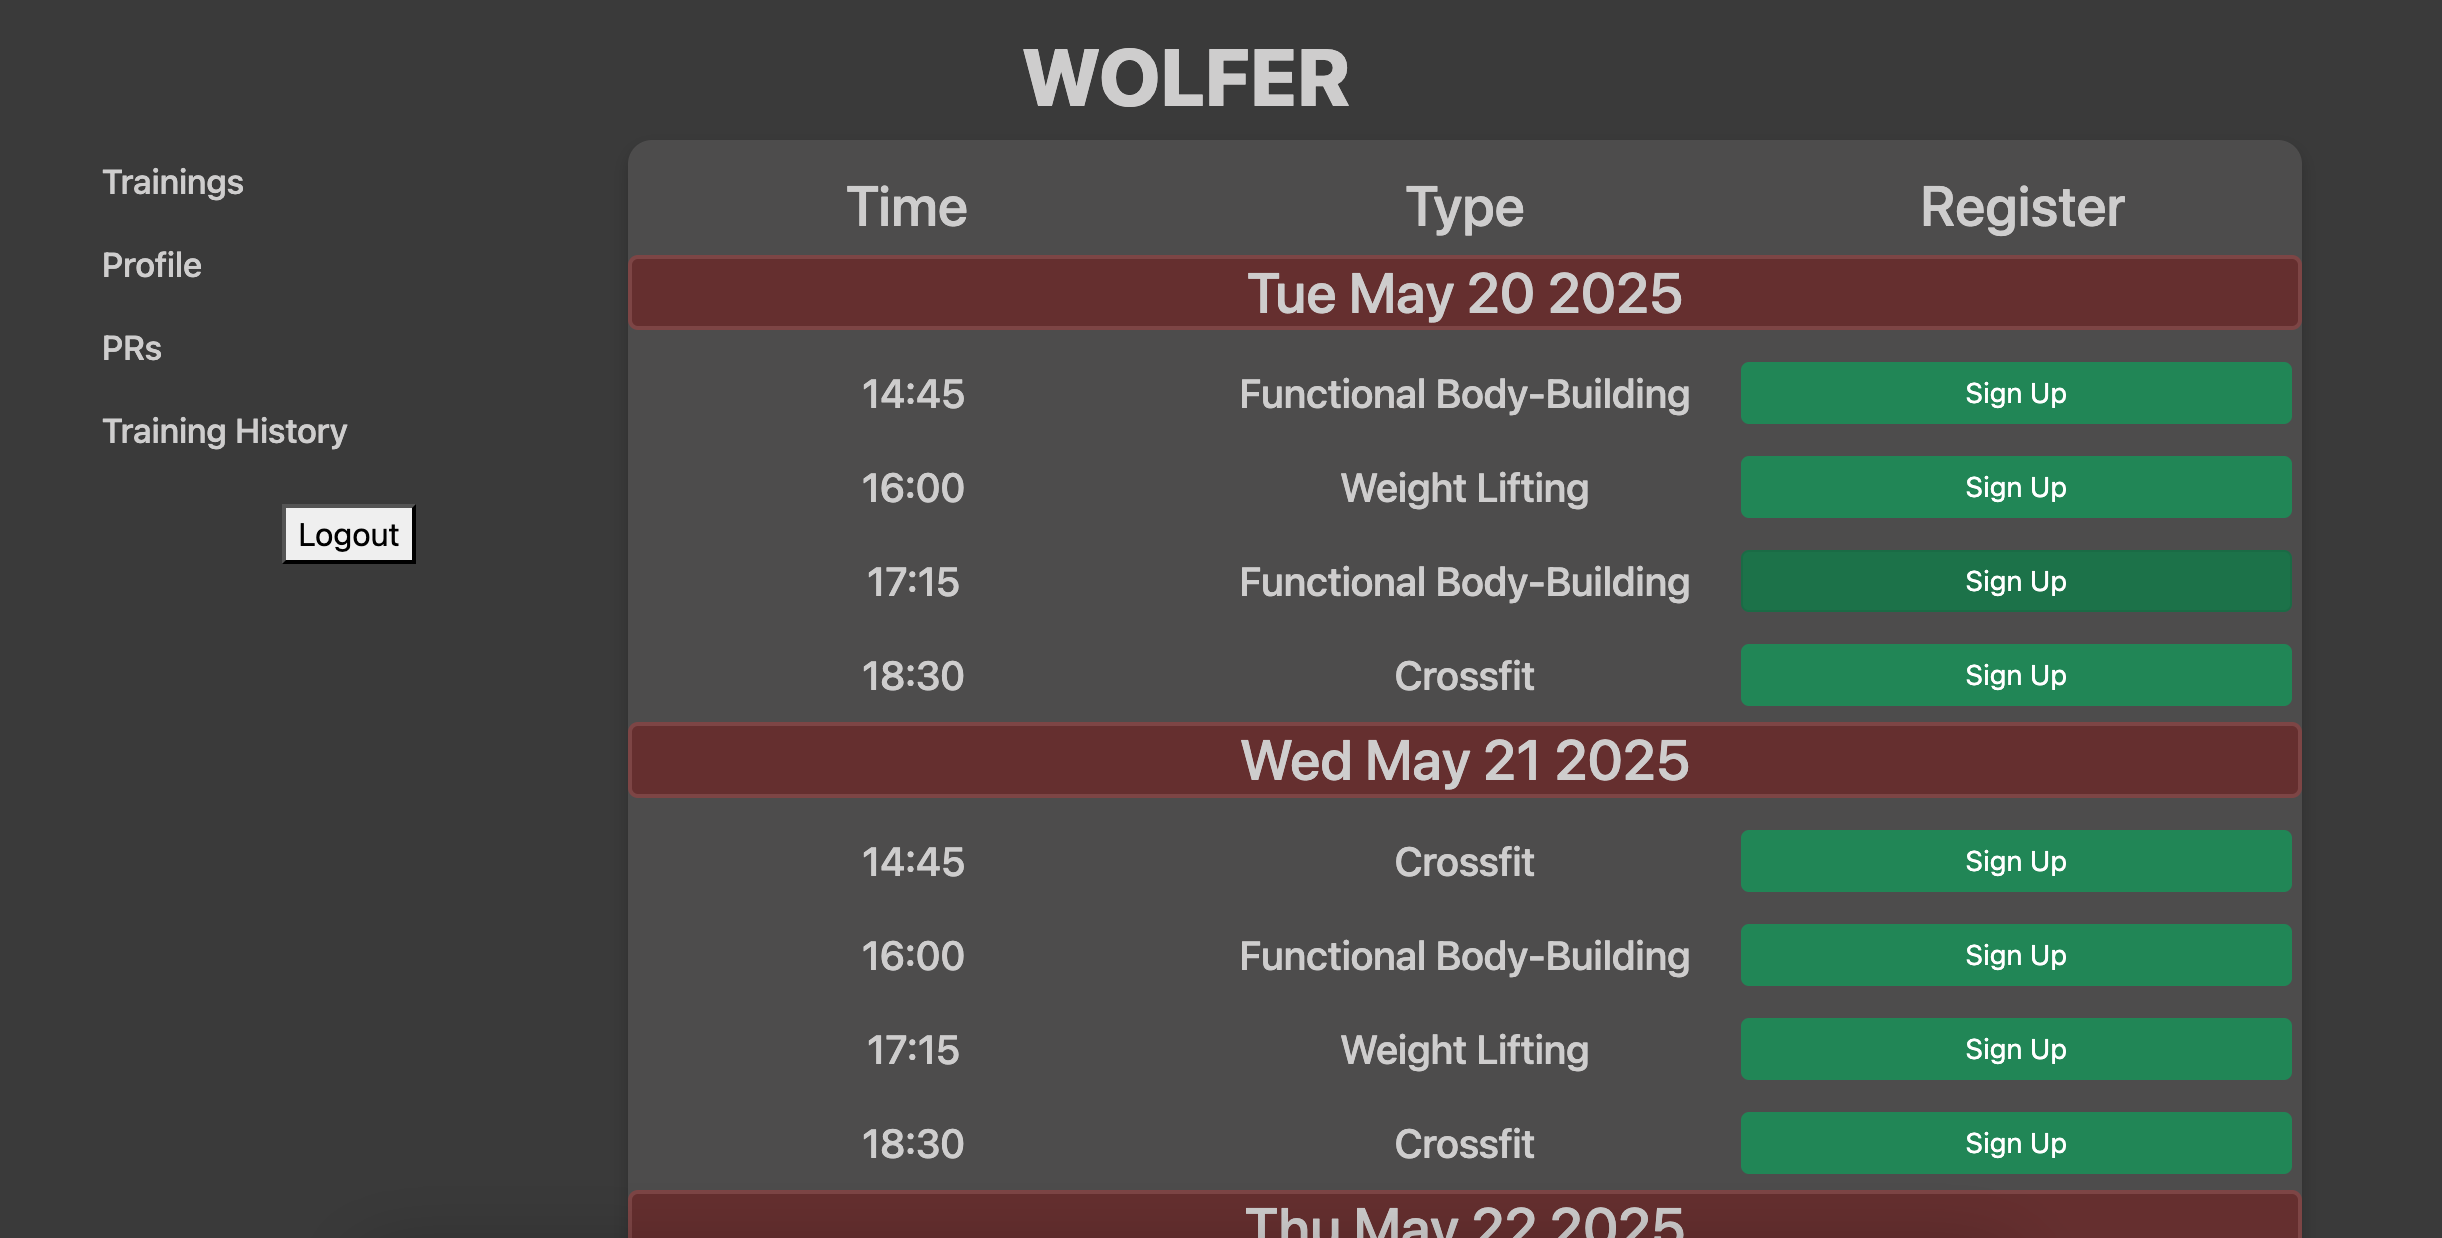 WOLFER
Trainings
Profile
PRs
Training History
Logout
Time Type Register
Tue May 20 2025
14:45 Functional Body-Building Sign Up
16:00 Weight Lifting Sign Up
17:15 Functional Body-Building Sign Up
18:30 Crossfit Sign Up
Wed May 21 2025
14:45 Crossfit Sign Up
16:00 Functional Body-Building Sign Up
17:15 Weight Lifting Sign Up
18:30 Crossfit Sign Up
Thu May 22 2025